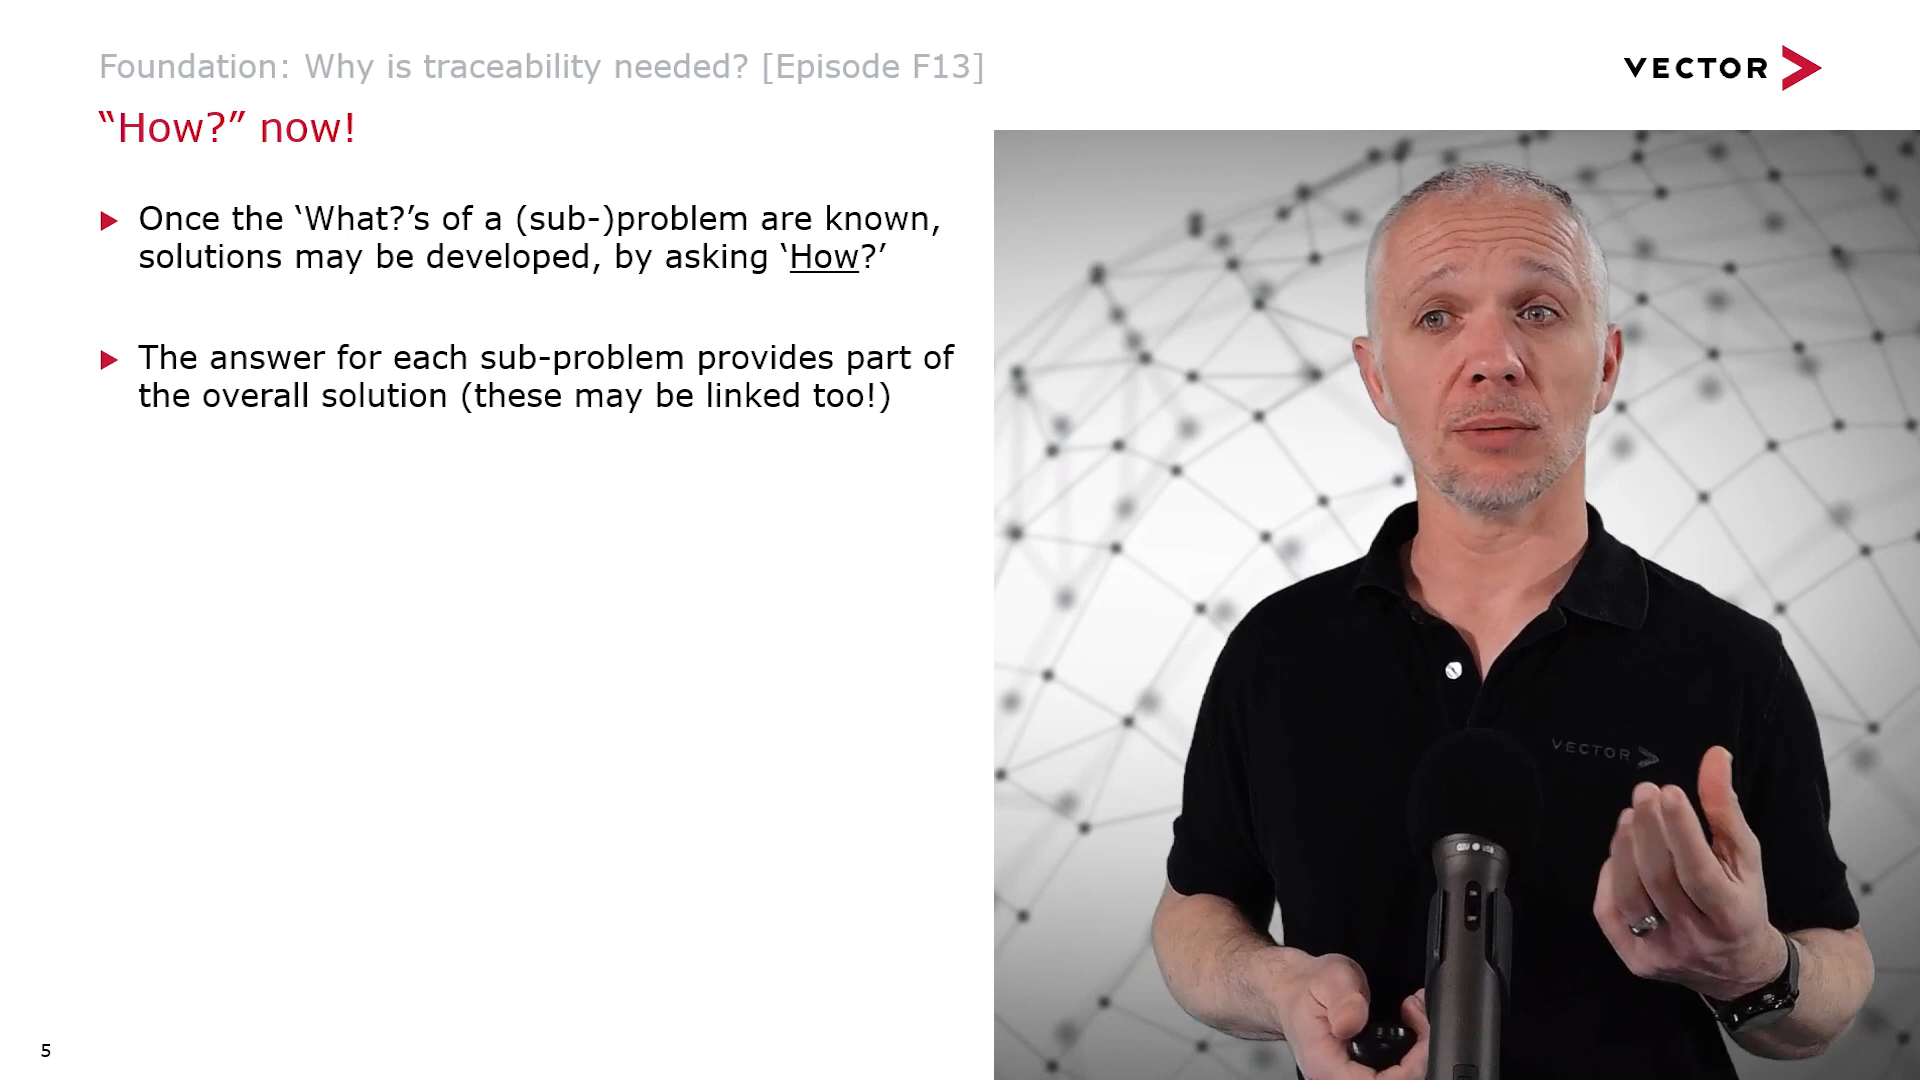 Foundation: Why is traceability needed? [Episode F13]
VECTOR
“How?” now!
Once the ‘What?’s of a (sub-)problem are known,
solutions may be developed, by asking ‘How?’
The answer for each sub-problem provides part of
the overall solution (these may be linked too!)
VECTOR
5